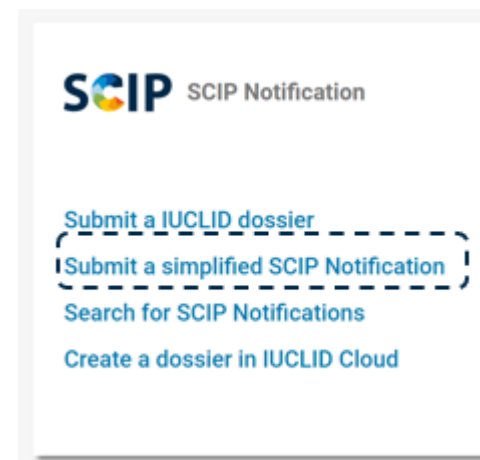 SCIP SCIP Notification
Submit a IUCLID dossier
Submit a simplified SCIP Notification
Search for SCIP Notifications
Create a dossier in IUCLID Cloud